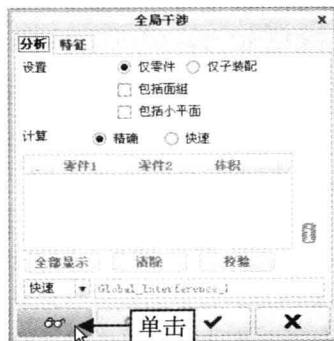 全局干涉 x
分析 特征
设置 仅零件 仅子装配
包括面组
包括小平面
计算 精确 快速
零件1 零件2 体积
全部显示 清除 校验
快速 Global_Interference_1
单击